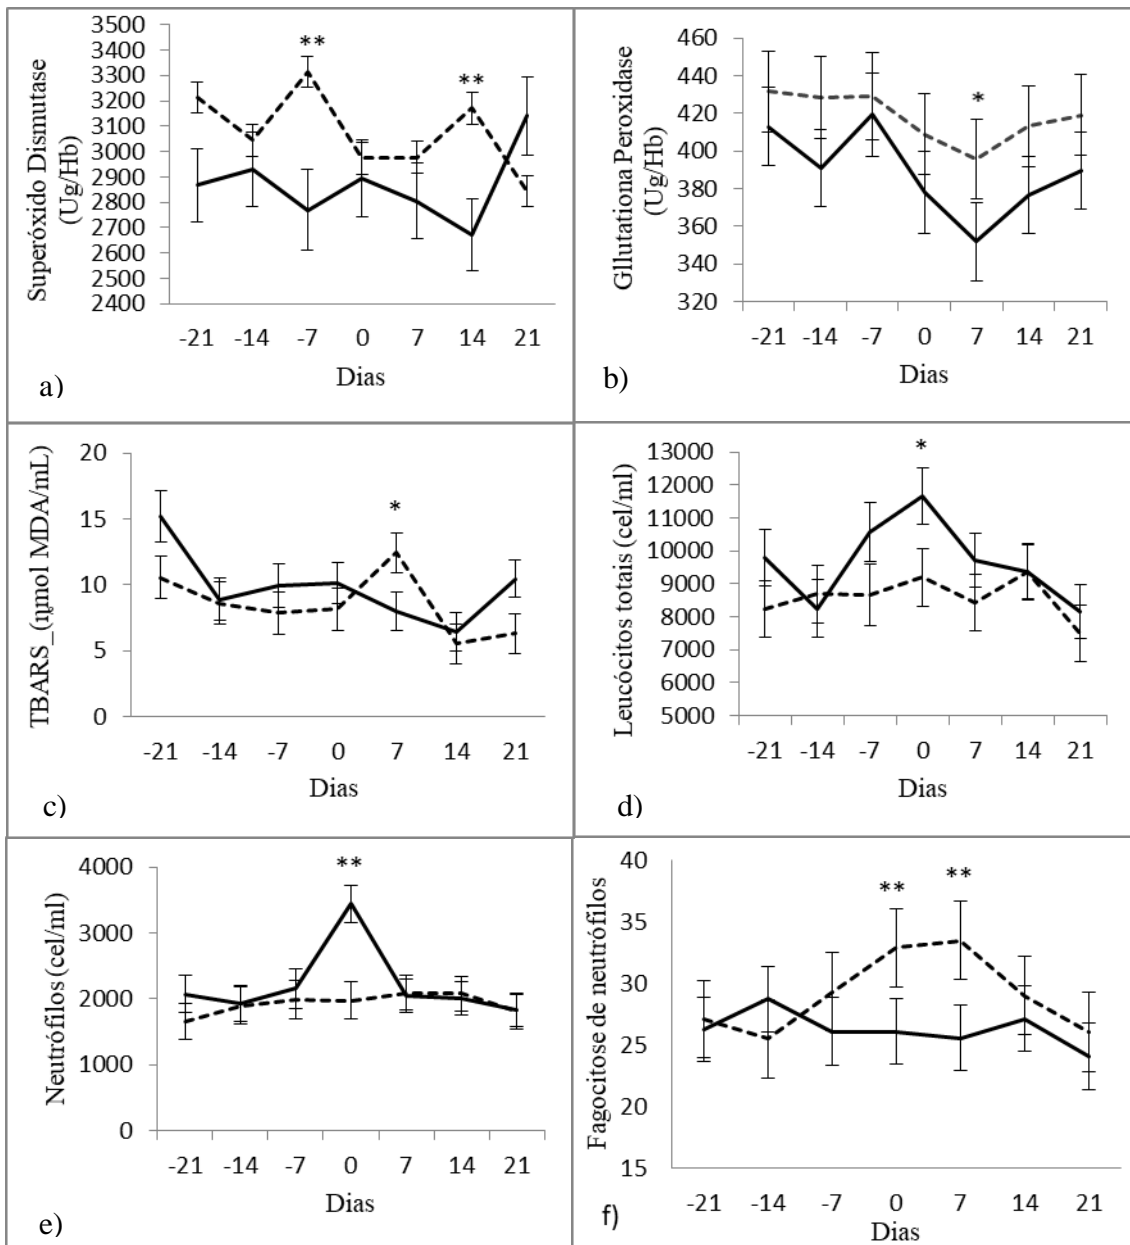 Superóxido Dismutase
(Ug/Hb)
3500
3400
3300
3200
3100
3000
2900
2800
2700
2600
2500
2400
**
**
-21 -14 -7 0 7 14 21
Dias
a)
Gllutationa Peroxidase
(Ug/Hb)
460
440
420
400
380
360
340
320
*
-21 -14 -7 0 7 14 21
Dias
b)
TBARS_(ηmol MDA/mL)
20
15
10
5
0
*
-21 -14 -7 0 7 14 21
Dias
c)
Leucócitos totais (cel/ml)
13000
12000
11000
10000
9000
8000
7000
6000
5000
*
-21 -14 -7 0 7 14 21
Dias
d)
Neutrófilos (cel/ml)
4000
3000
2000
1000
0
**
-21 -14 -7 0 7 14 21
Dias
e)
Fagocitose de neutrófilos
40
35
30
25
20
15
** **
-21 -14 -7 0 7 14 21
Dias
f)